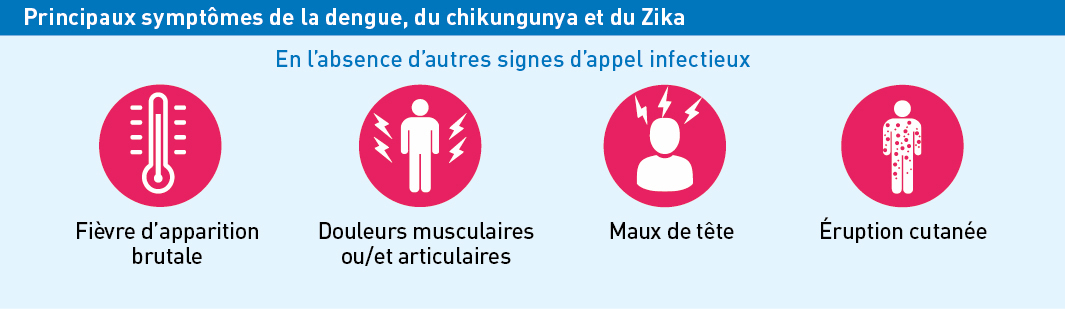 Principaux symptômes de la dengue, du chikungunya et du Zika
En l’absence d’autres signes d’appel infectieux
Fièvre d’apparition
brutale
Douleurs musculaires
ou/et articulaires
Maux de tête
Éruption cutanée